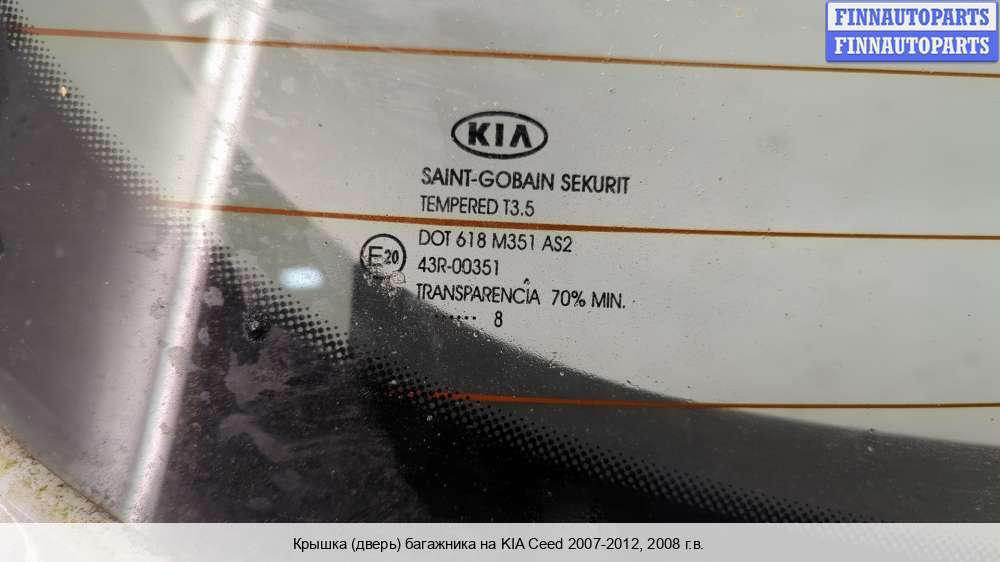 FINNAUTOPARTS
FINNAUTOPARTS
KIA
SAINT-GOBAIN SEKURIT
TEMPERED T3.5
DOT 618 M351 AS2
E20
43R-00351
TRANSPARENCÍA 70% MIN.
...... 8
Крышка (дверь) багажника на KIA Ceed 2007-2012, 2008 г.в.